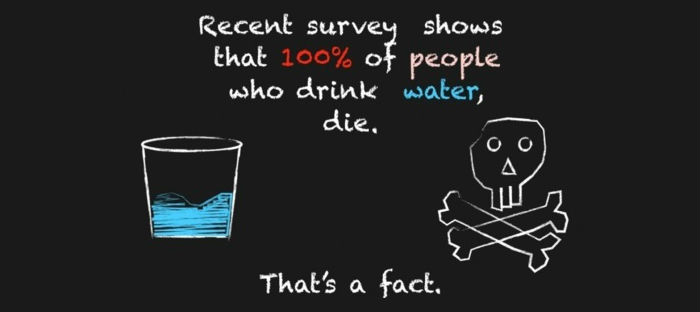 Recent survey shows
that 100% of people
who drink water,
die.
That's a fact.